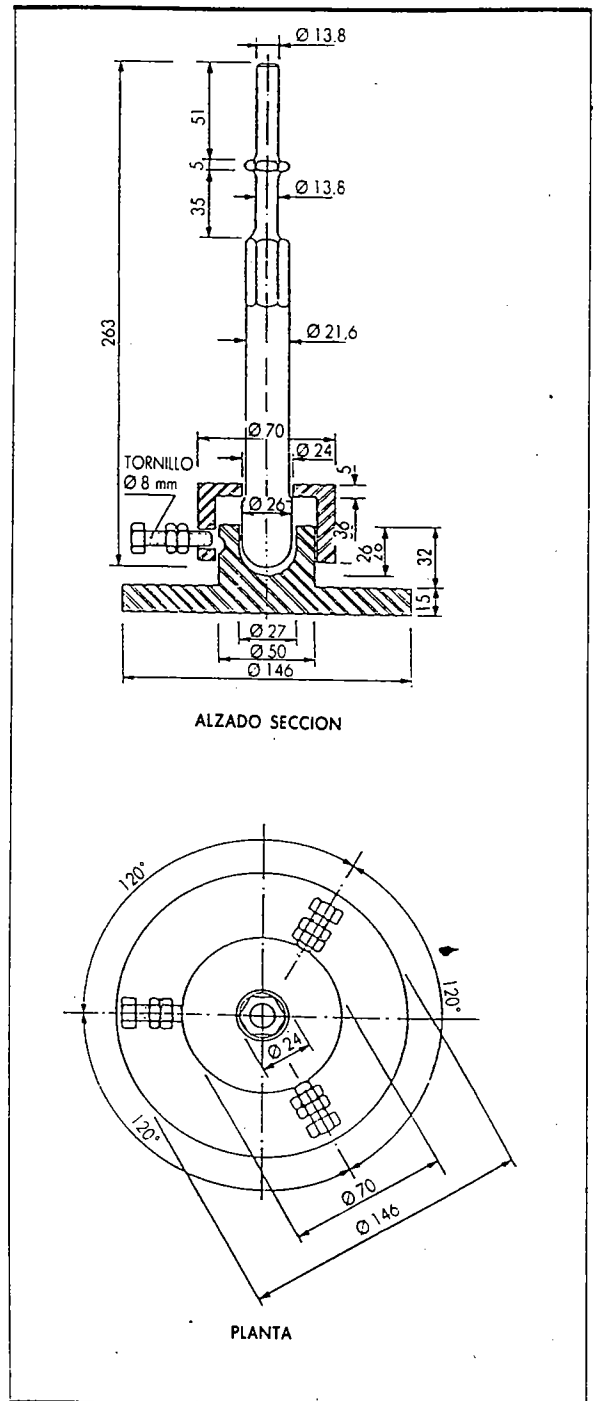 Ø 13.8
51
5
35
Ø 13.8
263
Ø 21,6
Ø 70
Ø 24
TORNILLO
Ø 8 mm
5
Ø 26
36
26
26
32
15
Ø 27
Ø 50
Ø 146
ALZADO SECCION
120°
120°
120°
Ø 24
Ø 70
Ø 146
PLANTA